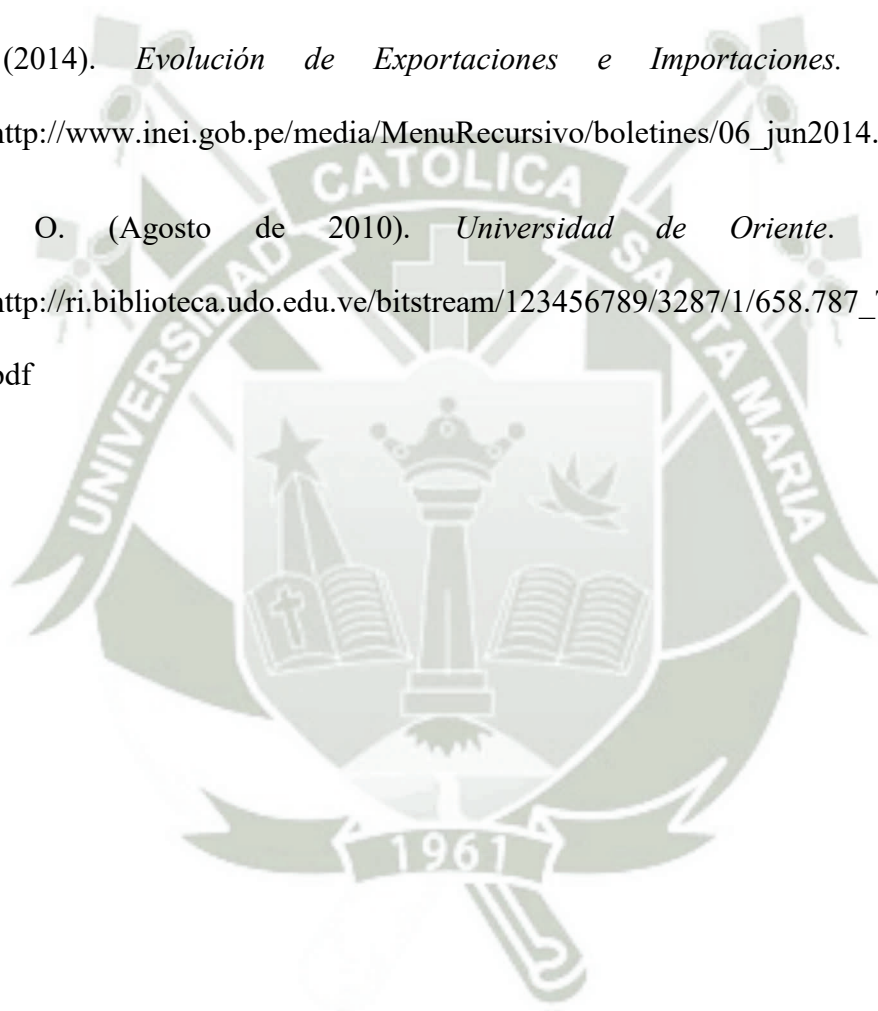 (2014). Evolución de Exportaciones e Importaciones.
http://www.inei.gob.pe/media/MenuRecursivo/boletines/06_jun2014.
O. (Agosto de 2010). Universidad de Oriente.
http://ri.biblioteca.udo.edu.ve/bitstream/123456789/3287/1/658.787_
pdf
UNIVERSIDAD CATOLICA SANTA MARIA
1961